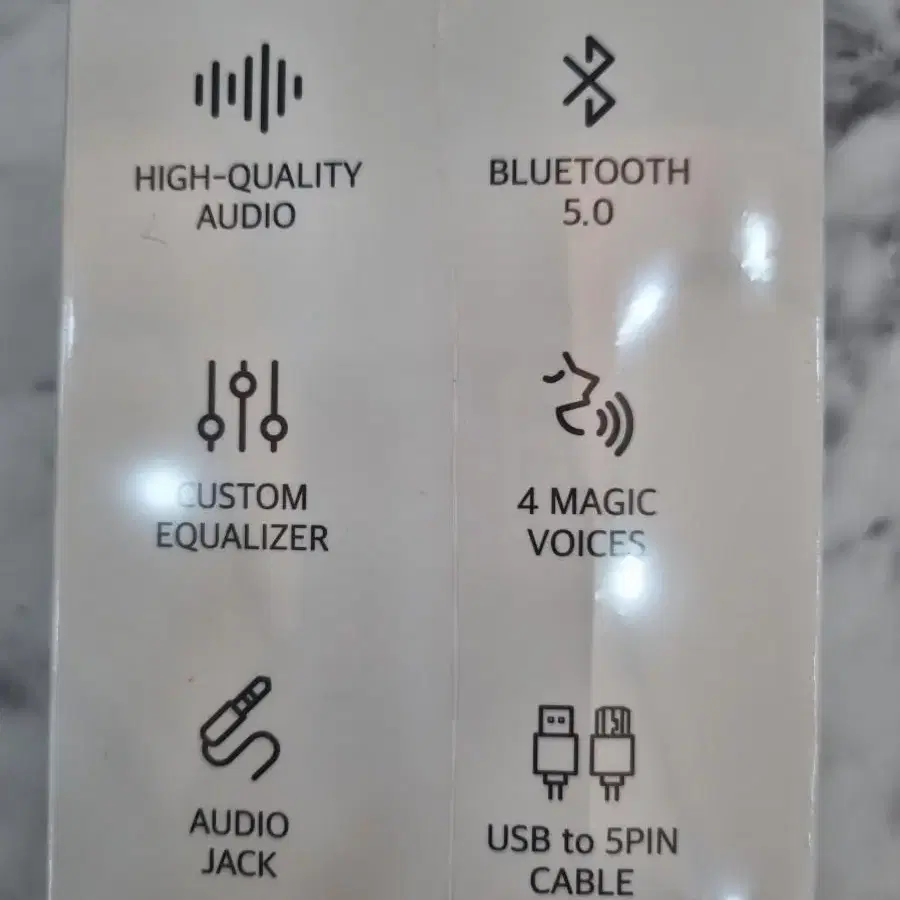 HIGH-QUALITY
AUDIO
BLUETOOTH
5.0
CUSTOM
EQUALIZER
4 MAGIC
VOICES
AUDIO
JACK
USB to 5PIN
CABLE